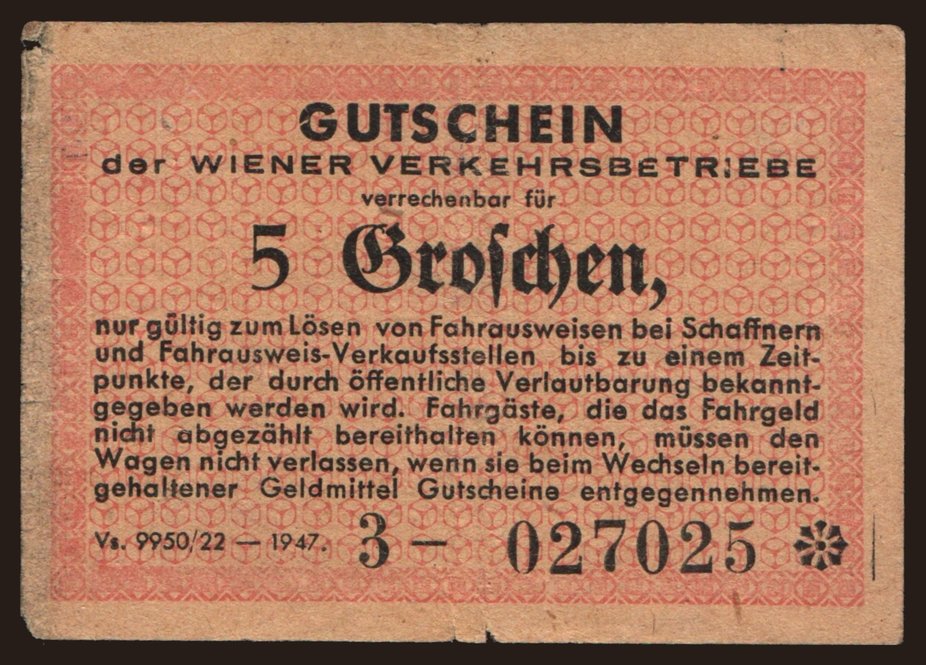 GUTSCHEIN
der WIENER VERKEHRSBETRIEBE
verrechenbar für
5 Groschen,
nur gültig zum Lösen von Fahrausweisen bei Schaffnern
und Fahrausweis-Verkaufsstellen bis zu einem Zeit-
punkte, der durch öffentliche Verlautbarung bekannt-
gegeben werden wird. Fahrgäste, die das Fahrgeld
nicht abgezählt bereithalten können, müssen den
Wagen nicht verlassen, wenn sie beim Wechseln bereit-
gehaltener Geldmittel Gutscheine entgegennehmen.
Vs. 9950/22 — 1947. 3 — 027025